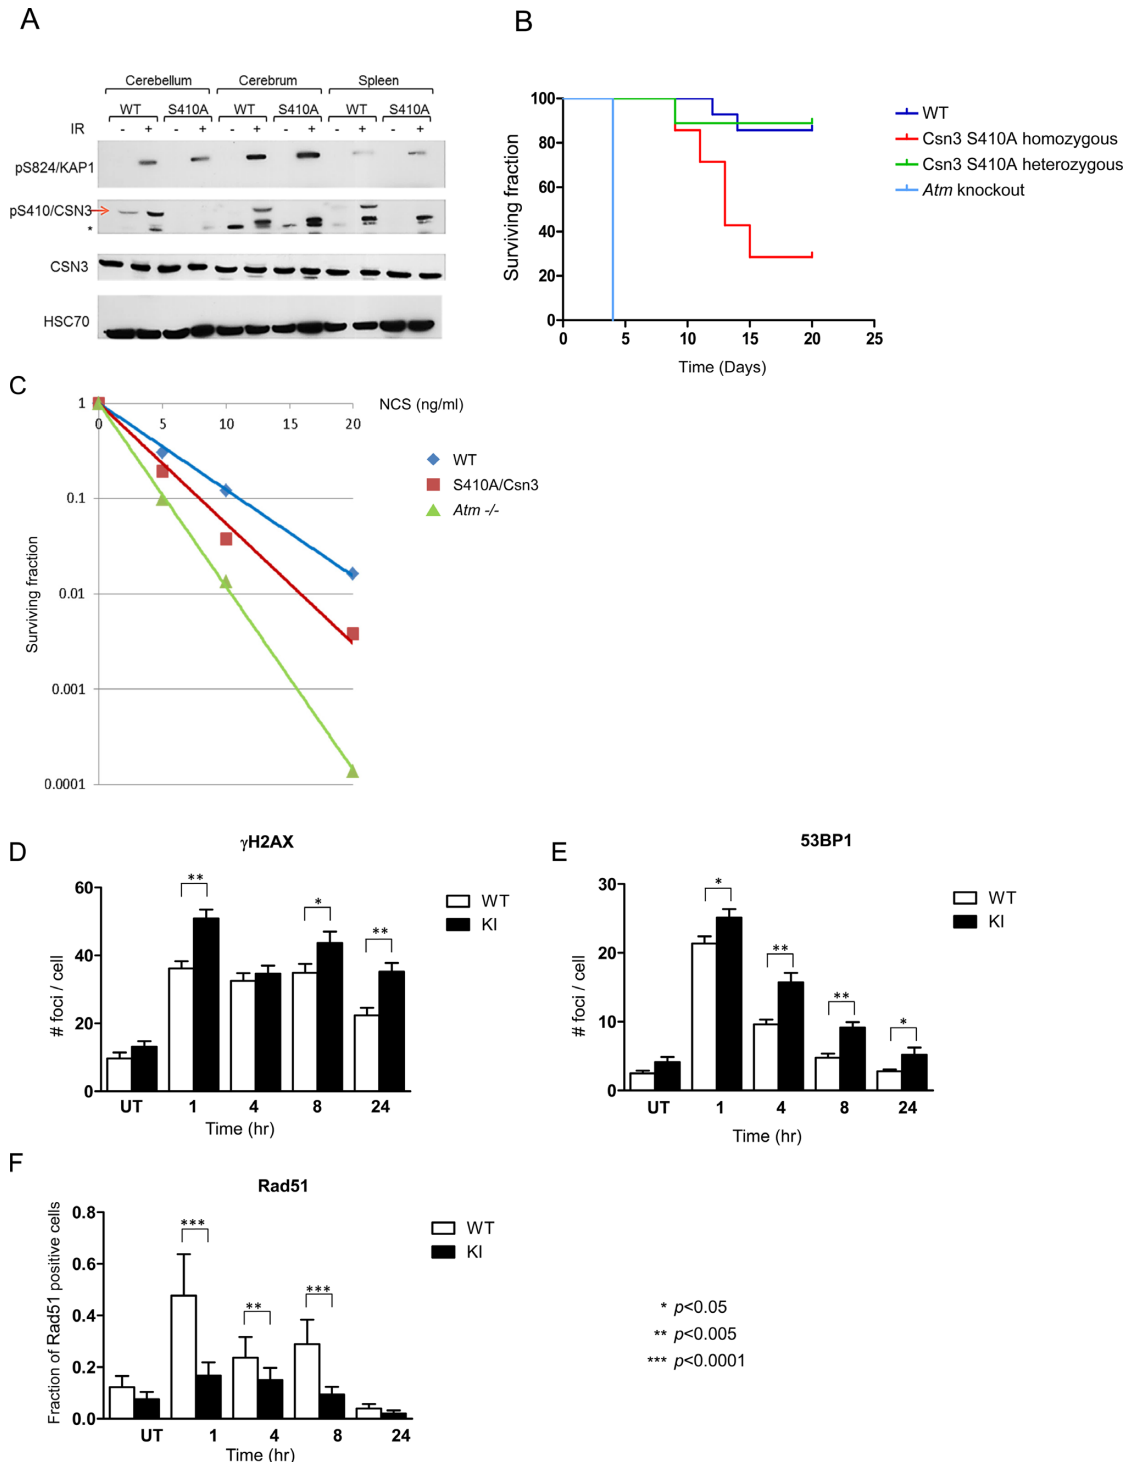 A
Cerebellum Cerebrum Spleen
WT S410A WT S410A WT S410A
IR - + - + - + - + - + - +
pS824/KAP1
pS410/CSN3
*
CSN3
HSC70
B
100
80
60
40
20
0
Surviving fraction
0 5 10 15 20 25
Time (Days)
WT
Csn3 S410A homozygous
Csn3 S410A heterozygous
Atm knockout
C
1
0.1
0.01
0.001
0.0001
Surviving fraction
0 5 10 15 20
NCS (ng/ml)
WT
S410A/Csn3
Atm -/-
D
γH2AX
60
40
20
0
# foci / cell
** * **
UT 1 4 8 24
Time (hr)
WT
KI
E
53BP1
30
20
10
0
# foci / cell
* ** ** *
UT 1 4 8 24
Time (hr)
WT
KI
F
Rad51
0.8
0.6
0.4
0.2
0.0
Fraction of Rad51 positive cells
*** ** ***
UT 1 4 8 24
Time (hr)
WT
KI
* p<0.05
** p<0.005
*** p<0.0001